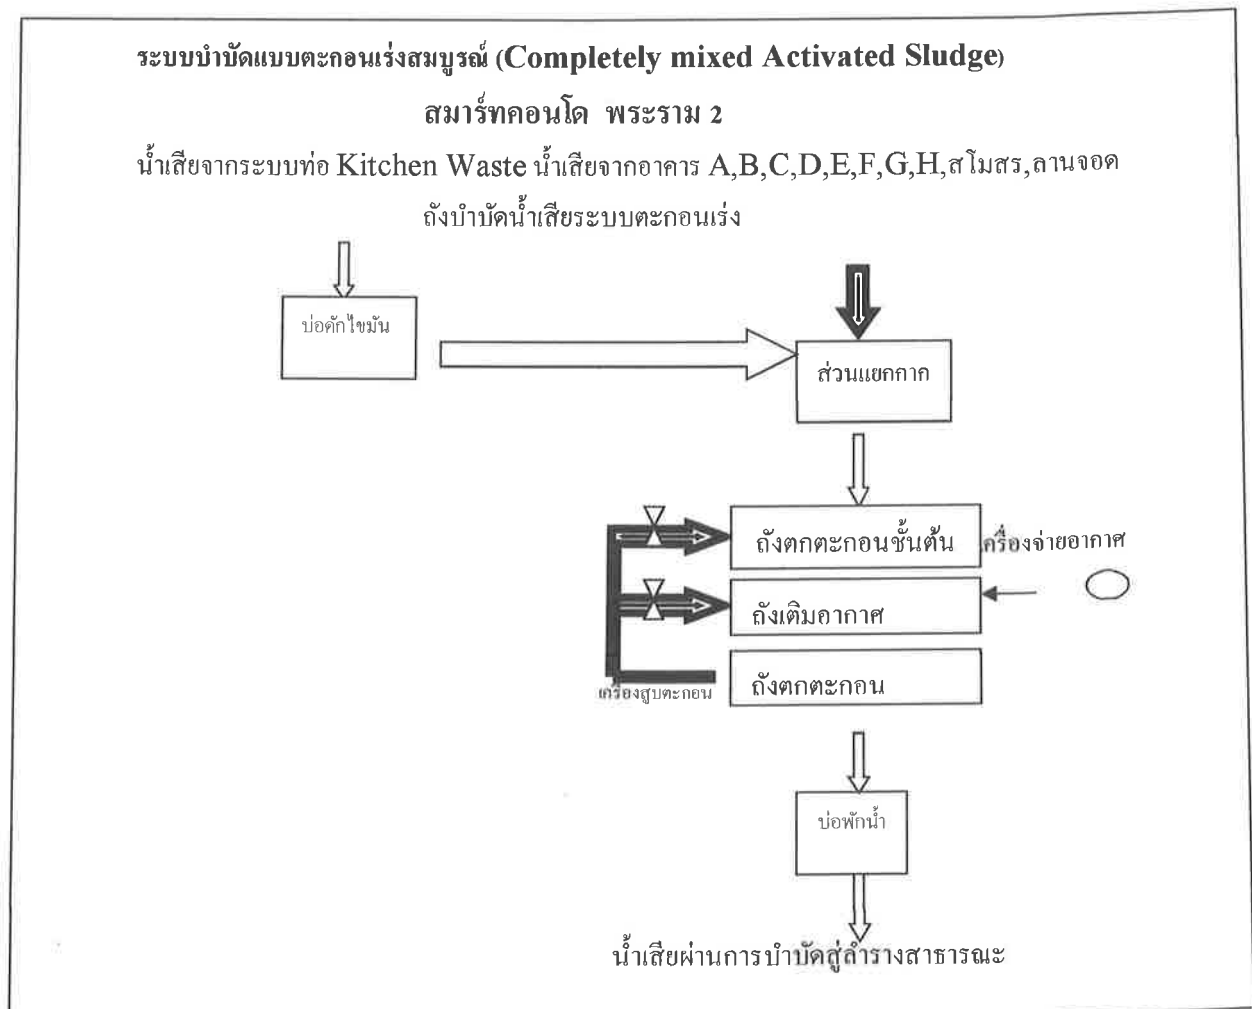 ระบบบำบัดแบบตะกอนเร่งสมบูรณ์ (Completely mixed Activated Sludge)
สมาร์ทคอนโด พระราม 2
น้ำเสียจากระบบท่อ Kitchen Waste น้ำเสียจากอาคาร A,B,C,D,E,F,G,H,สโมสร,ลานจอด
ถังบำบัดน้ำเสียระบบตะกอนเร่ง
บ่อดักไขมัน
ส่วนแยกกาก
ถังตกตะกอนชั้นต้น
เครื่องจ่ายอากาศ
ถังเติมอากาศ
ถังตกตะกอน
เครื่องสูบตะกอน
บ่อพักน้ำ
น้ำเสียผ่านการบำบัดสู่ลำรางสาธารณะ